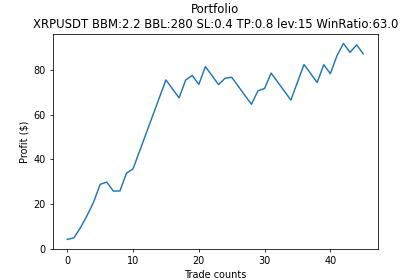 Portfolio
XRPUSDT BBM:2.2 BBL:280 SL:0.4 TP:0.8 lev:15 WinRatio:63.0
80
60
40
20
0
Profit ($)
0 10 20 30 40
Trade counts